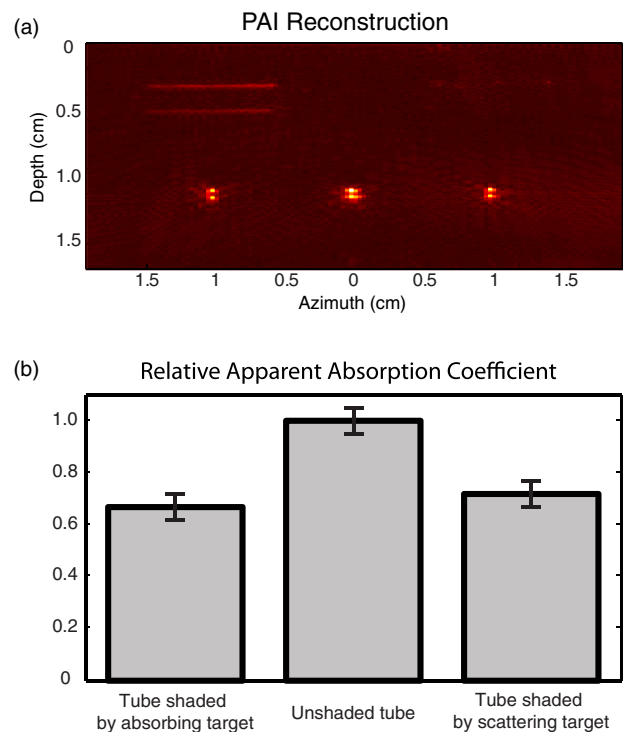 (a)
PAI Reconstruction
0
0.5
1.0
1.5
Depth (cm)
1.5 1 0.5 0 0.5 1 1.5
Azimuth (cm)
(b)
Relative Apparent Absorption Coefficient
1.0
0.8
0.6
0.4
0.2
0
Tube shaded
by absorbing target
Unshaded tube
Tube shaded
by scattering target